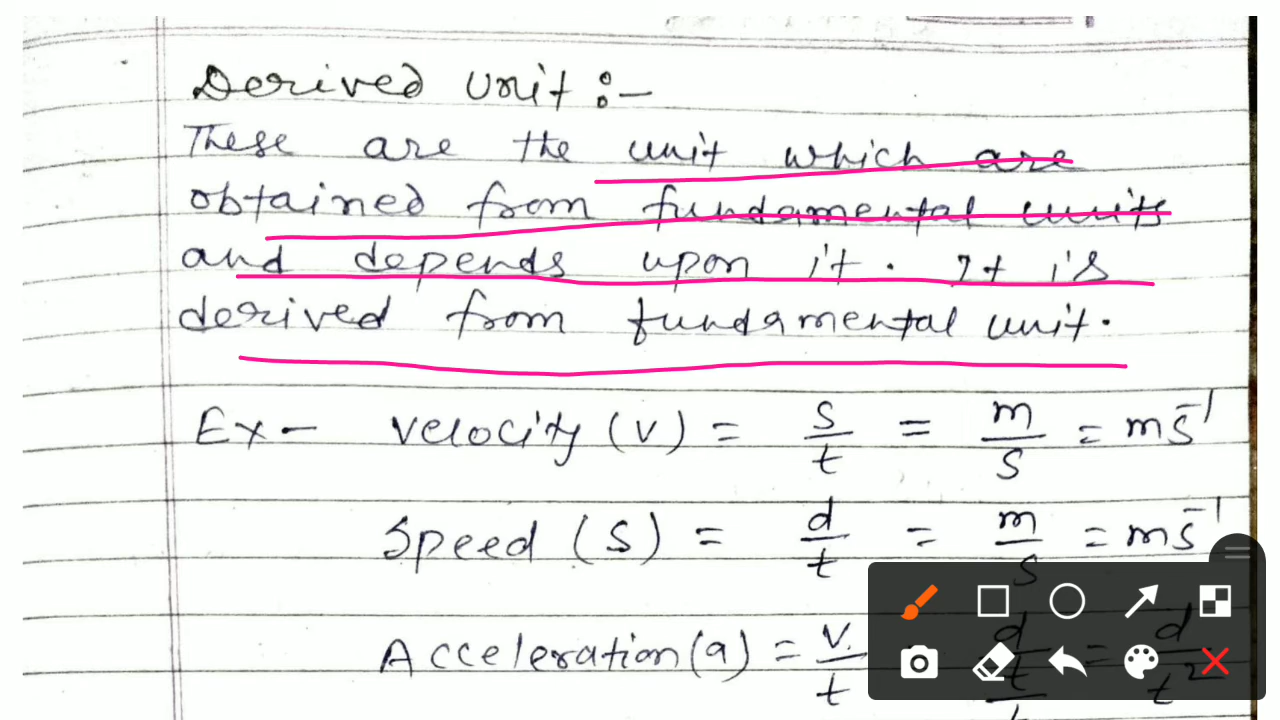 Derived Unit :-
These are the unit which are
obtained from fundamental units
and depends upon it. It is
derived from fundamental unit.
Ex - Velocity (v) = s/t = m/s = ms⁻¹
Speed (s) = d/t = m/s = ms⁻¹
Acceleration (a) = v/t d/t/t = d/t²